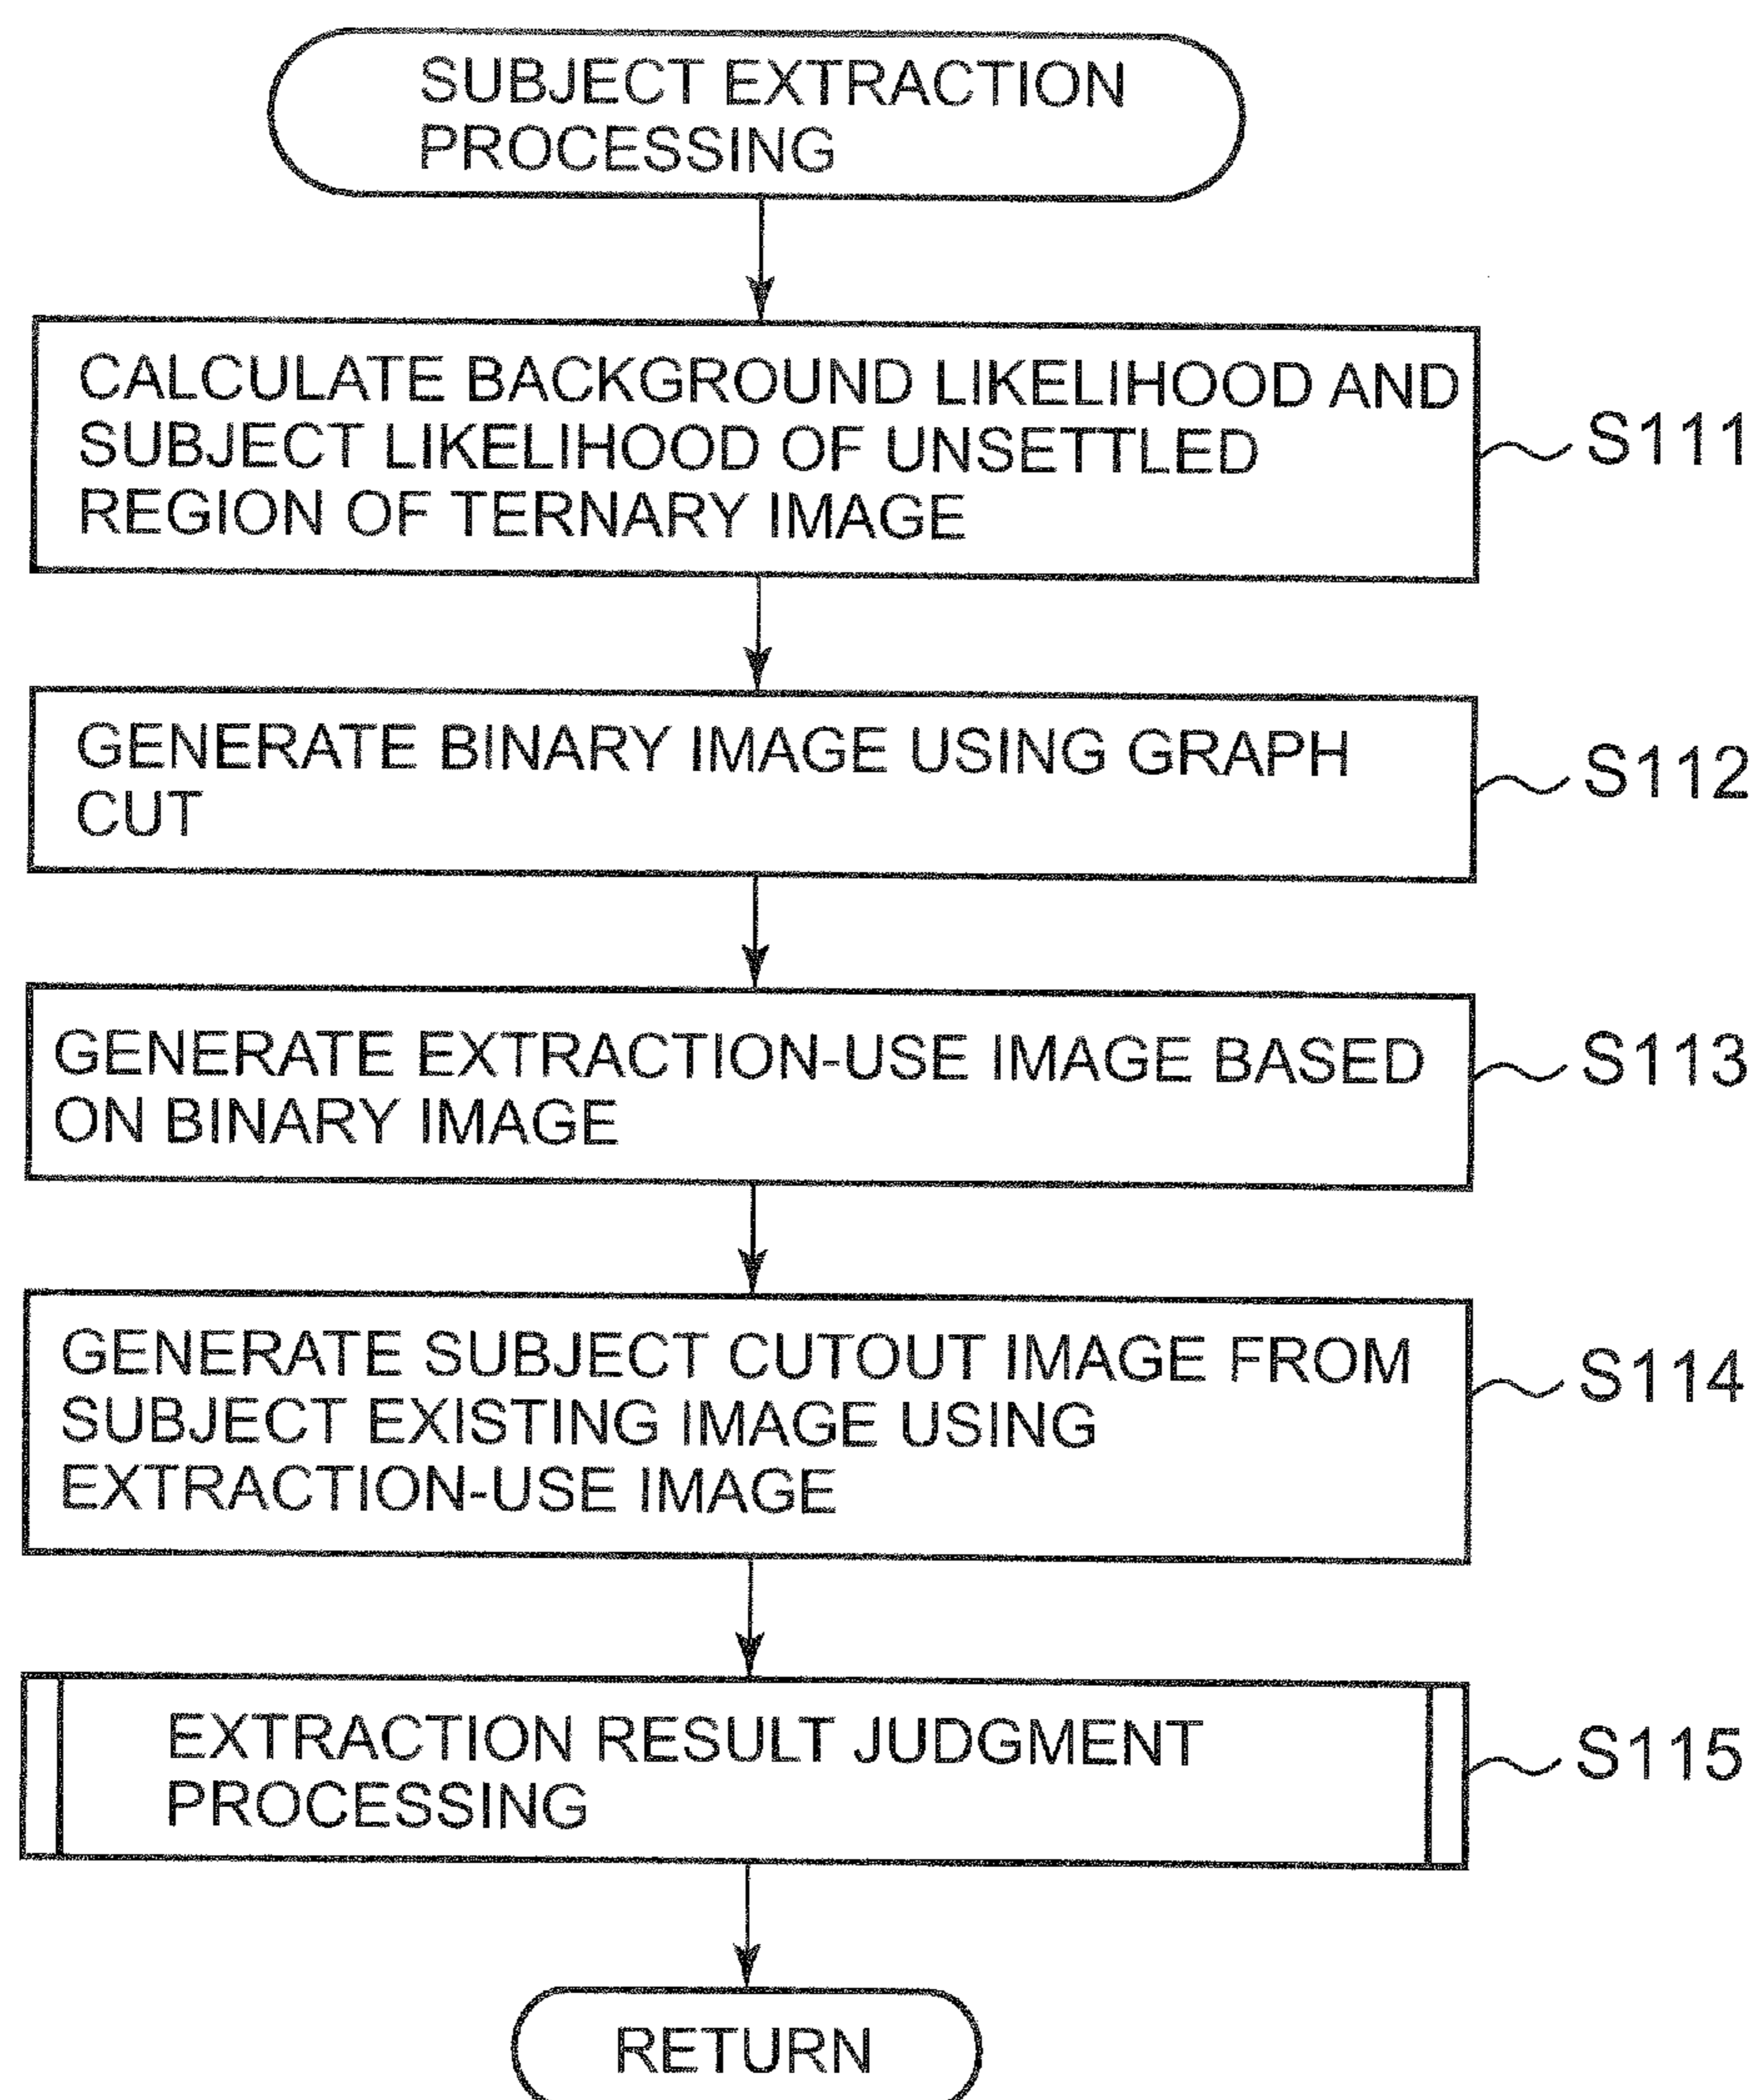 SUBJECT EXTRACTION
PROCESSING
CALCULATE BACKGROUND LIKELIHOOD AND
SUBJECT LIKELIHOOD OF UNSETTLED
REGION OF TERNARY IMAGE
S111
GENERATE BINARY IMAGE USING GRAPH
CUT
S112
GENERATE EXTRACTION-USE IMAGE BASED
ON BINARY IMAGE
S113
GENERATE SUBJECT CUTOUT IMAGE FROM
SUBJECT EXISTING IMAGE USING
EXTRACTION-USE IMAGE
S114
EXTRACTION RESULT JUDGMENT
PROCESSING
S115
RETURN